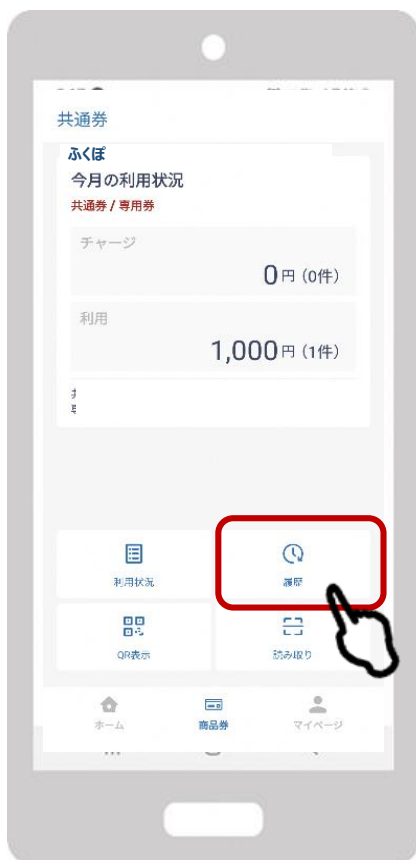 共通券
ふくぽ
今月の利用状況
共通券 / 専用券
チャージ
0円 (0件)
利用
1,000円 (1件)
利用状況
履歴
QR表示
読み取り
ホーム
商品券
マイページ